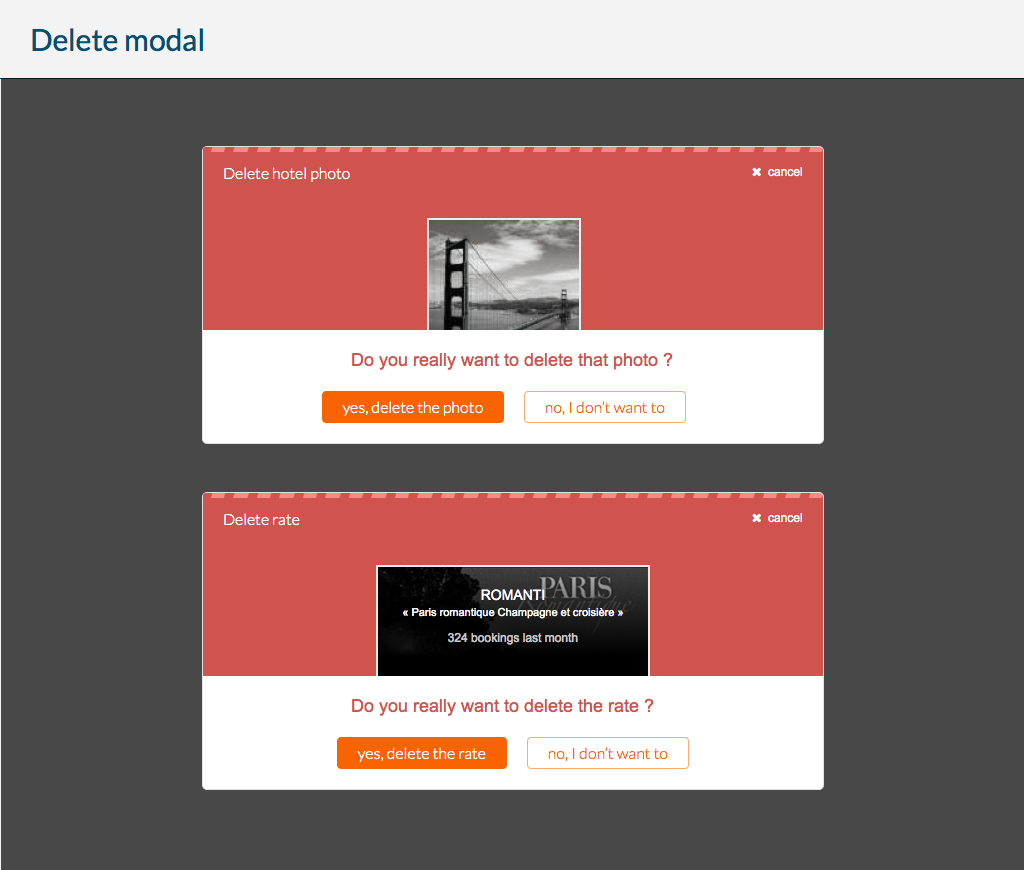 Delete modal
Delete hotel photo
✖ cancel
Do you really want to delete that photo ?
yes, delete the photo
no, I don't want to
Delete rate
✖ cancel
PARIS
Romantique
ROMANTI
« Paris romantique Champagne et croisière »
324 bookings last month
Do you really want to delete the rate ?
yes, delete the rate
no, I don't want to